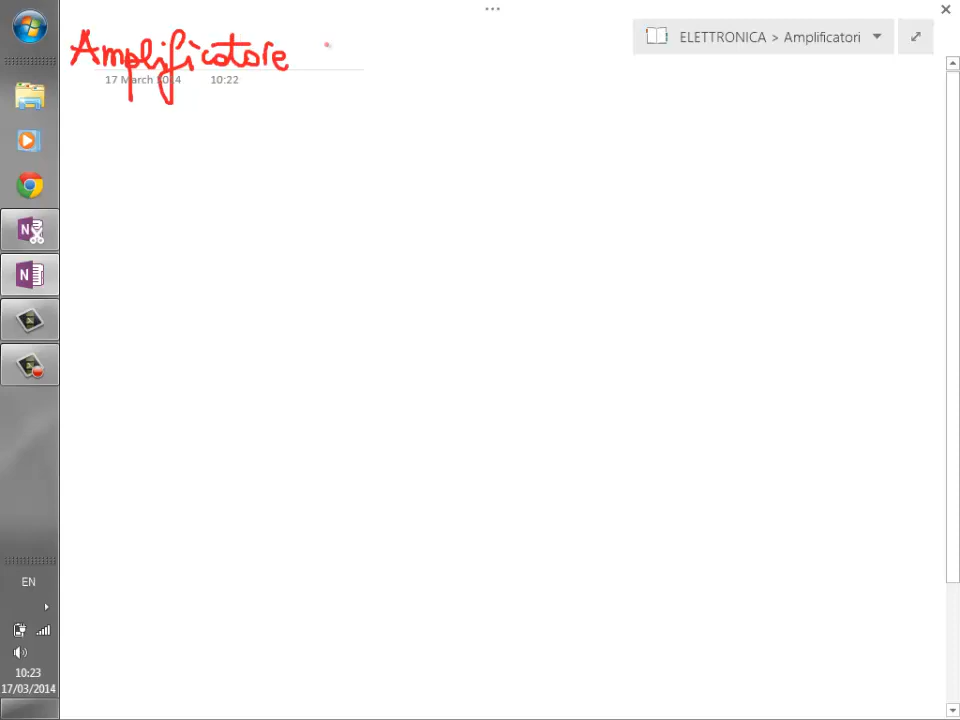 Amplificatore
ELETTRONICA > Amplificatori
17 March 2014 10:22
EN
10:23
17/03/2014